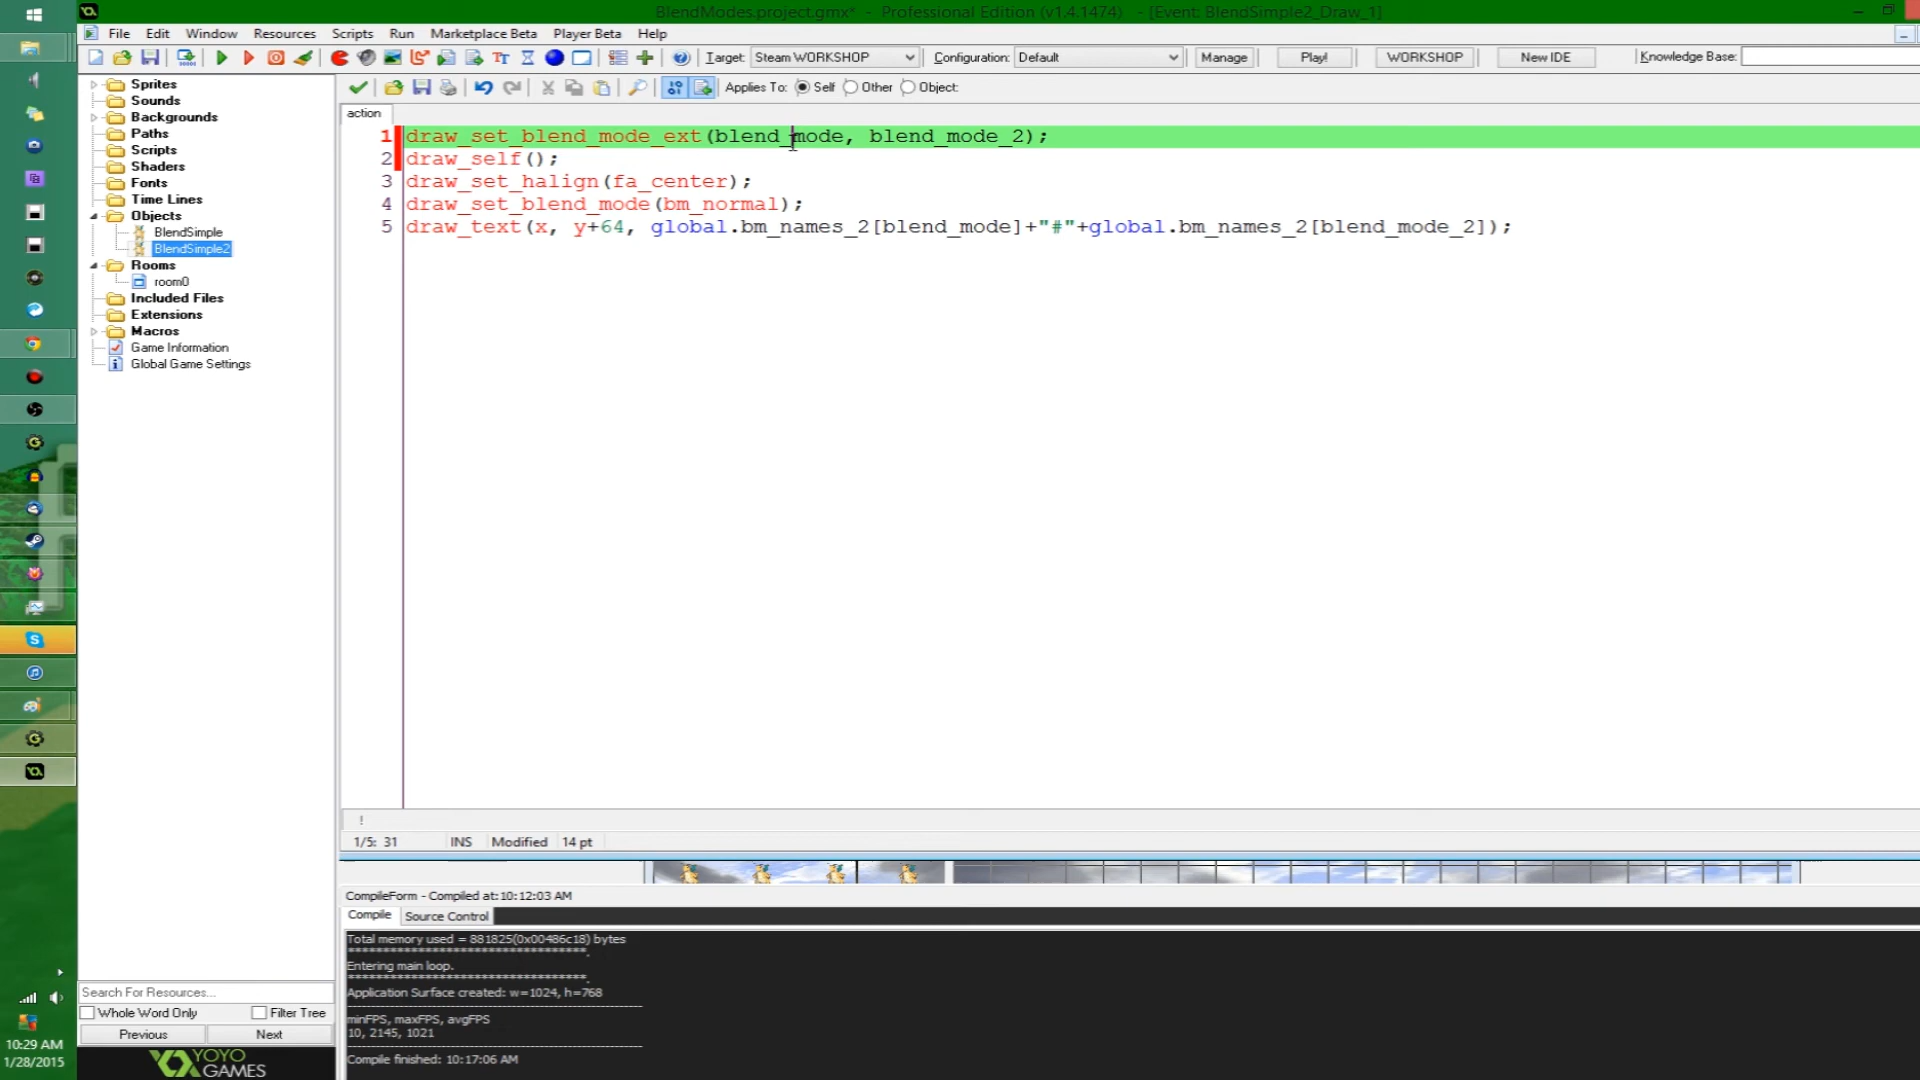 BlendModes.project.gmx* - Professional Edition (v1.4.1474) - [Event: BlendSimple2_Draw_1]
File Edit Window Resources Scripts Run Marketplace Beta Player Beta Help
Target: Steam WORKSHOP Configuration: Default Manage Play! WORKSHOP New IDE Knowledge Base:
Applies To: Self Other Object:
action
Sprites
Sounds
Backgrounds
Paths
Scripts
Shaders
Fonts
Time Lines
Objects
BlendSimple
BlendSimple2
Rooms
room0
Included Files
Extensions
Macros
Game Information
Global Game Settings
1 draw_set_blend_mode_ext(blend_mode, blend_mode_2);
2 draw_self();
3 draw_set_halign(fa_center);
4 draw_set_blend_mode(bm_normal);
5 draw_text(x, y+64, global.bm_names_2[blend_mode]+"#"+global.bm_names_2[blend_mode_2]);
!
1/5: 31 INS Modified 14 pt
CompileForm - Compiled at:10:12:03 AM
Compile Source Control
Total memory used = 881825(0x00486c18) bytes
***********************************.
Entering main loop.
***********************************.
Application Surface created: w=1024, h=768
minFPS, maxFPS, avgFPS
10, 2145, 1021
Compile finished: 10:17:06 AM
Search For Resources...
Whole Word Only Filter Tree
Previous Next
YOYO
GAMES
10:29 AM
1/28/2015